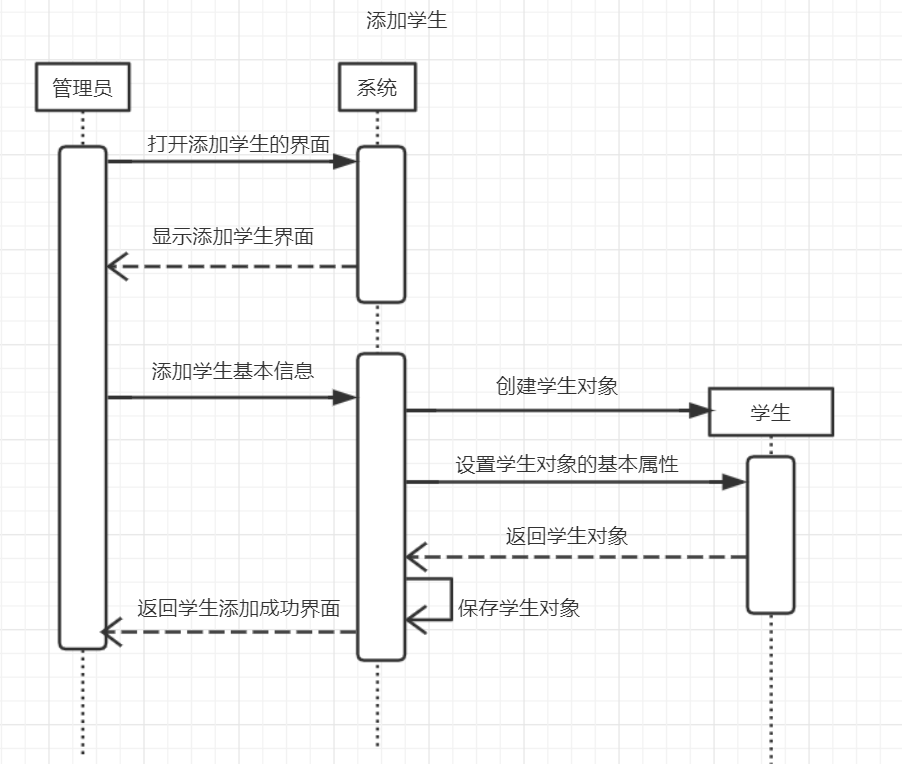 添加学生
管理员
系统
打开添加学生的界面
显示添加学生界面
添加学生基本信息
创建学生对象
学生
设置学生对象的基本属性
返回学生对象
返回学生添加成功界面
保存学生对象